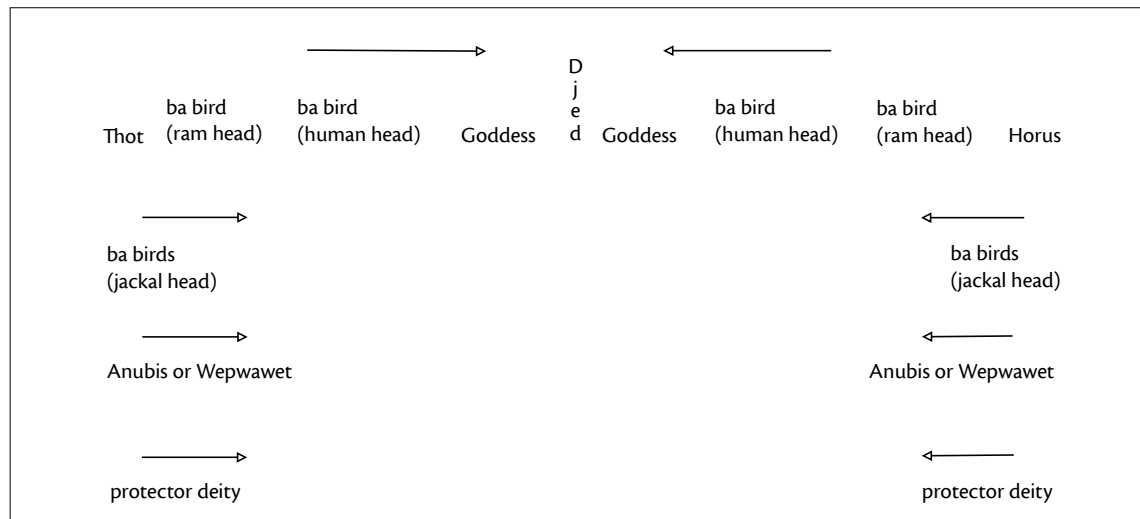 Djed
Thot ba bird (ram head) ba bird (human head) Goddess Goddess ba bird (human head) ba bird (ram head) Horus
ba birds (jackal head) ba birds (jackal head)
Anubis or Wepwawet Anubis or Wepwawet
protector deity protector deity